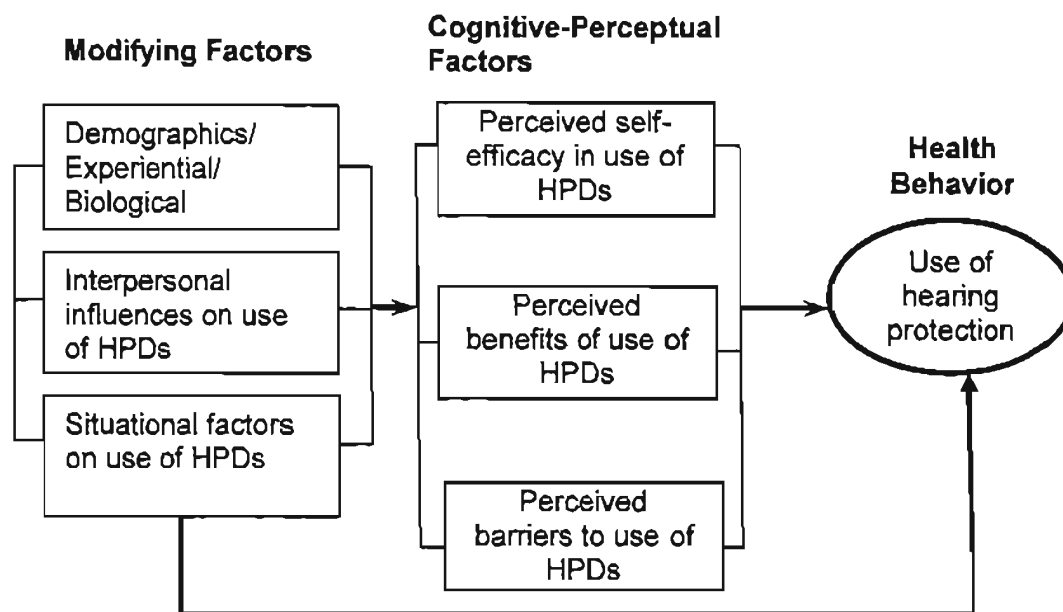 Modifying Factors
Demographics/
Experiential/
Biological
Interpersonal
influences on use
of HPDs
Situational factors
on use of HPDs
Cognitive-Perceptual
Factors
Perceived self-
efficacy in use of
HPDs
Perceived
benefits of use of
HPDs
Perceived
barriers to use of
HPDs
Health
Behavior
Use of
hearing
protection